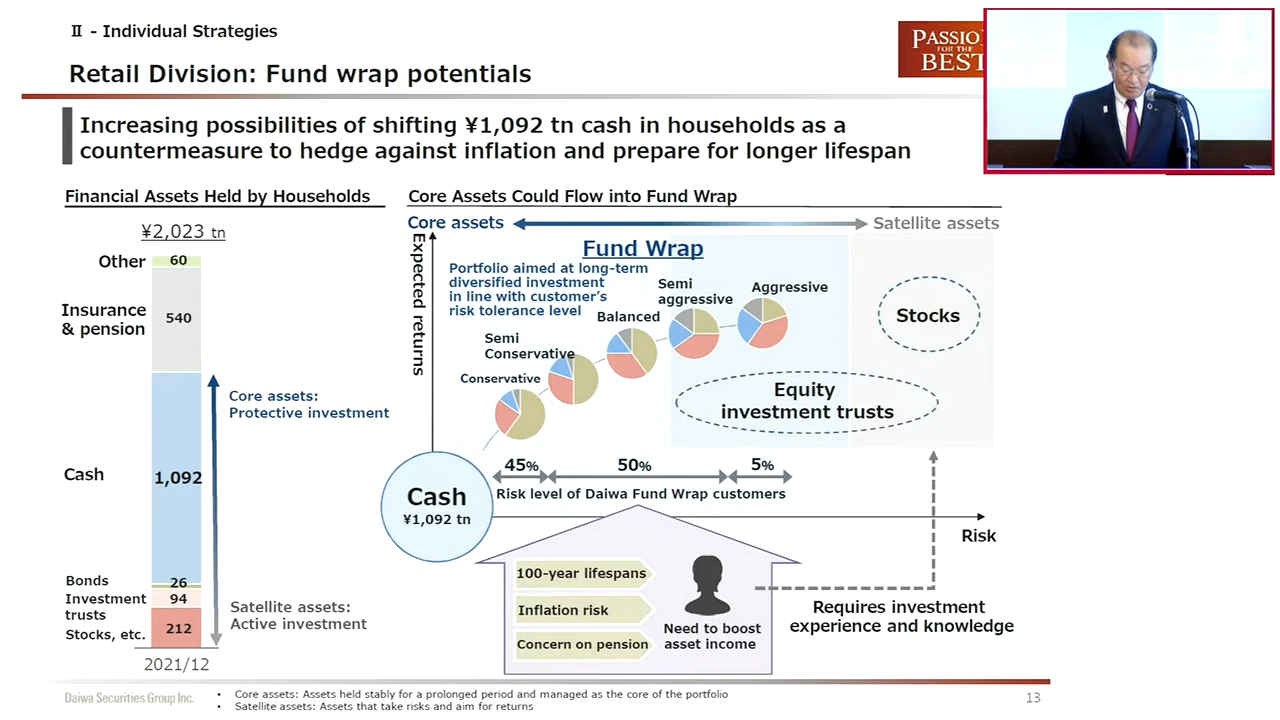 Ⅱ - Individual Strategies
Retail Division: Fund wrap potentials
FOR THE
BEST
Increasing possibilities of shifting ¥1,092 tn cash in households as a
countermeasure to hedge against inflation and prepare for longer lifespan
Financial Assets Held by Households
¥2,023 tn
Other
60
Insurance
& pension
540
Core assets:
Protective investment
Cash
1,092
Bonds
26
Investment
trusts
94
Stocks, etc.
212
Satellite assets:
Active investment
2021/12
Core Assets Could Flow into Fund Wrap
Core assets
Satellite assets
Expected returns
Fund Wrap
Portfolio aimed at long-term
diversified investment
in line with customer's
risk tolerance level
Conservative
Semi
Conservative
Balanced
Semi
aggressive
Aggressive
Stocks
Equity
investment trusts
45%
50%
5%
Risk level of Daiwa Fund Wrap customers
Cash
¥1,092 tn
Risk
100-year lifespans
Inflation risk
Concern on pension
Need to boost
asset income
Requires investment
experience and knowledge
Daiwa Securities Group Inc.
• Core assets: Assets held stably for a prolonged period and managed as the core of the portfolio
• Satellite assets: Assets that take risks and aim for returns
13